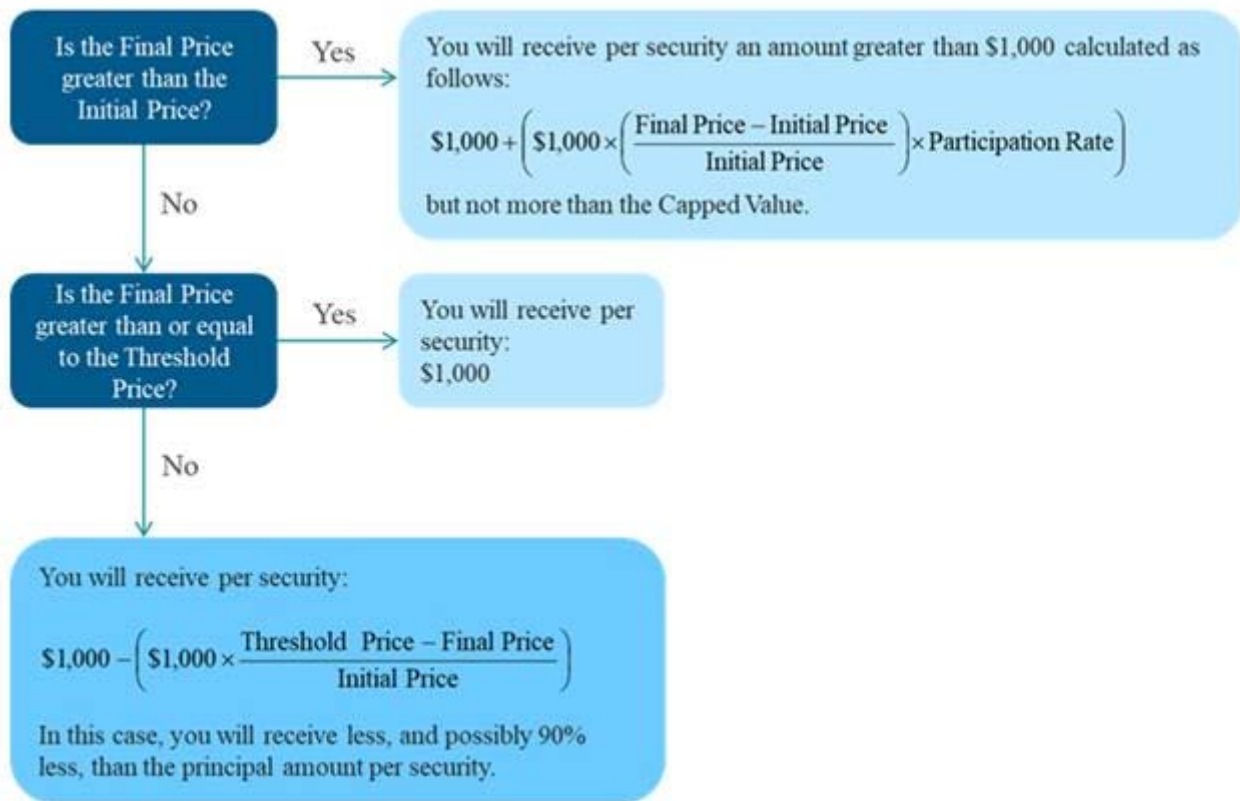 Is the Final Price
greater than the
Initial Price?
Yes
You will receive per security an amount greater than $1,000 calculated as
follows:
$1,000 + ( $1,000 × ( Final Price – Initial Price / Initial Price ) × Participation Rate )
but not more than the Capped Value.
No
Is the Final Price
greater than or equal
to the Threshold
Price?
Yes
You will receive per
security:
$1,000
No
You will receive per security:
$1,000 – ( $1,000 × Threshold Price – Final Price / Initial Price )
In this case, you will receive less, and possibly 90%
less, than the principal amount per security.